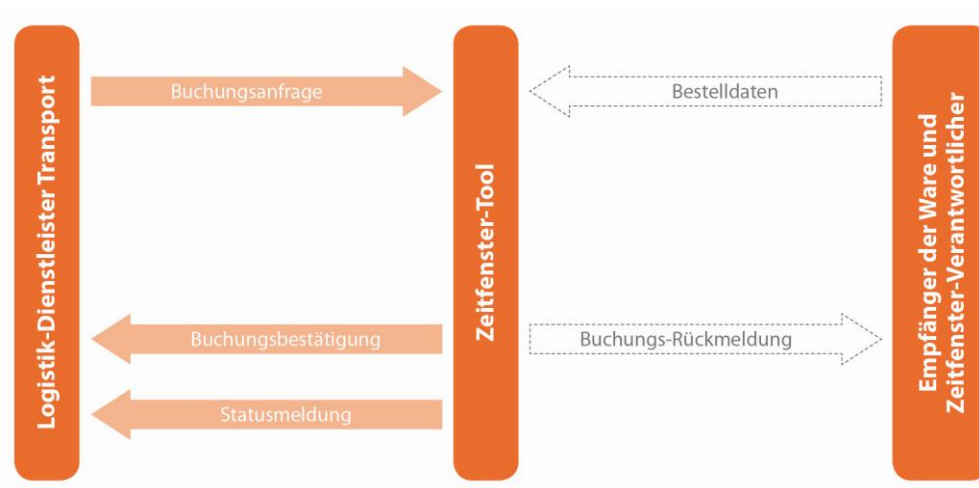 Logistik-Dienstleister Transport
Buchungsanfrage
Buchungsbestätigung
Statusmeldung
Zeitfenster-Tool
Bestelldaten
Buchungs-Rückmeldung
Empfänger der Ware und
Zeitfenster-Verantwortlicher